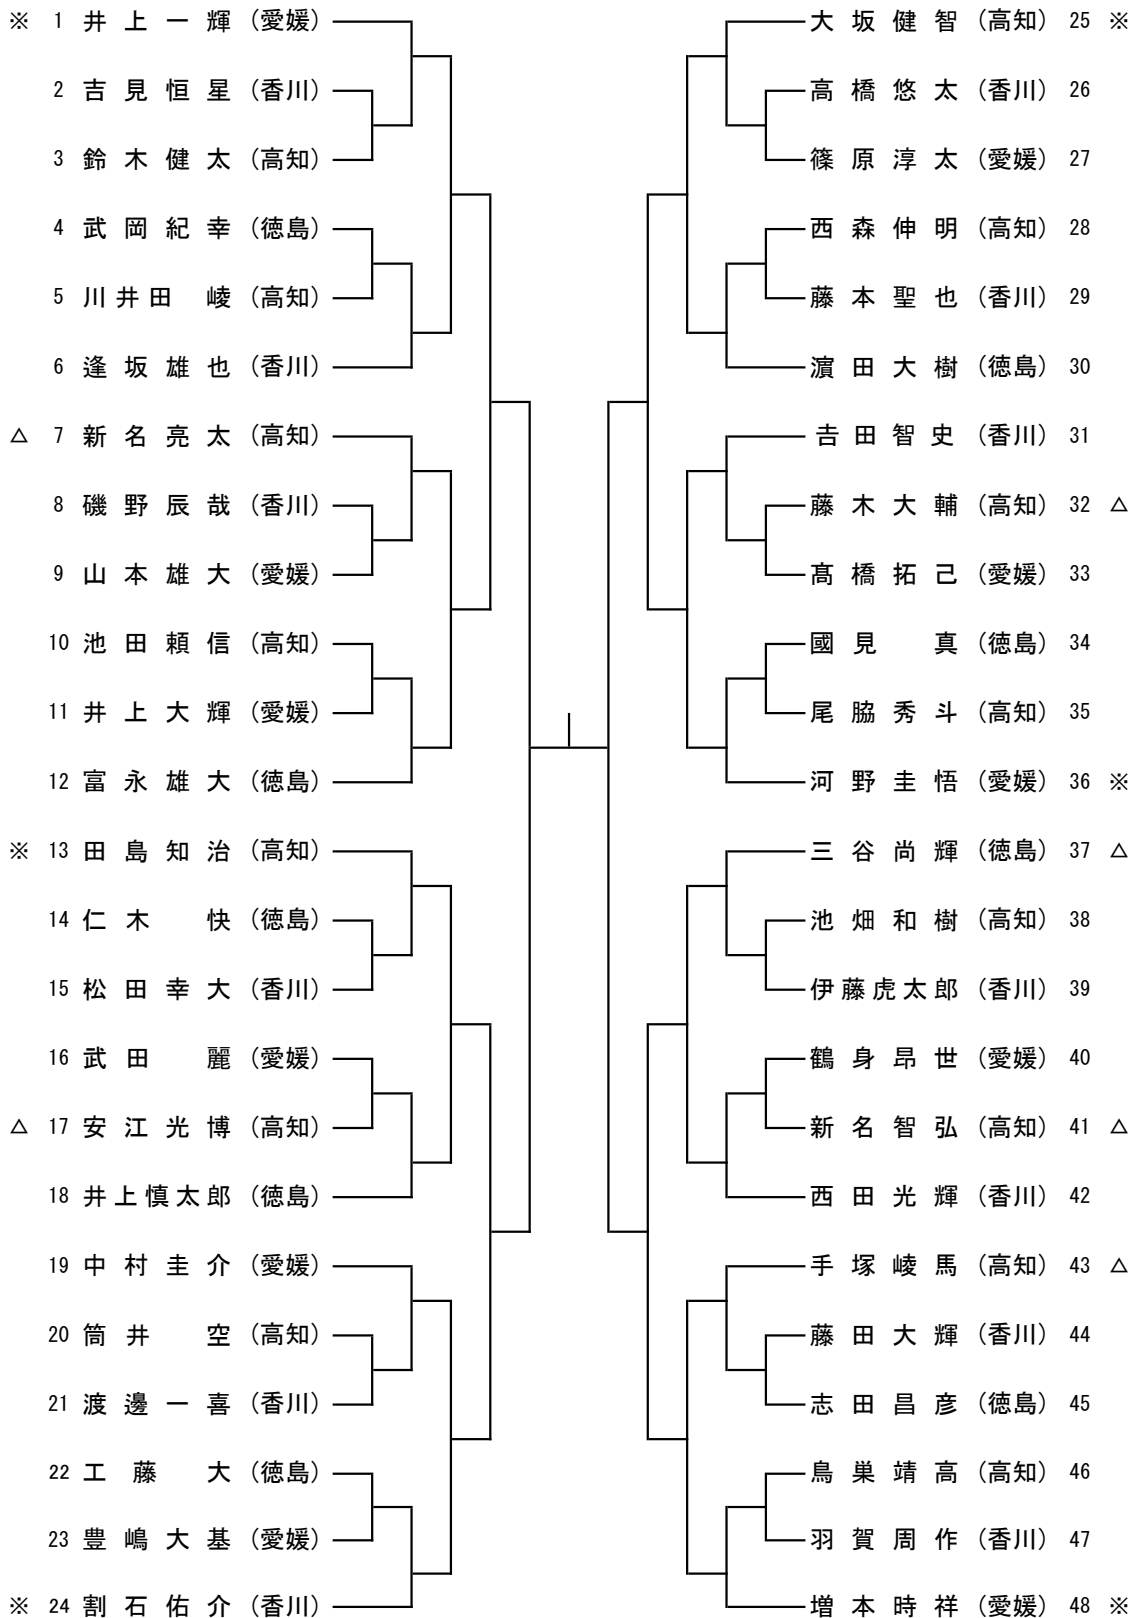 ※ 1 井上一輝 (愛媛)
2 吉見恒星 (香川)
3 鈴木健太 (高知)
4 武岡紀幸 (徳島)
5 川井田 崚 (高知)
6 逢坂雄也 (香川)
△ 7 新名亮太 (高知)
8 磯野辰哉 (香川)
9 山本雄大 (愛媛)
10 池田頼信 (高知)
11 井上大輝 (愛媛)
12 富永雄大 (徳島)
※ 13 田島知治 (高知)
14 仁木 快 (徳島)
15 松田幸大 (香川)
16 武田 麗 (愛媛)
△ 17 安江光博 (高知)
18 井上慎太郎 (徳島)
19 中村圭介 (愛媛)
20 筒井 空 (高知)
21 渡邊一喜 (香川)
22 工藤 大 (徳島)
23 豊嶋大基 (愛媛)
※ 24 割石佑介 (香川)
大坂健智 (高知) 25 ※
高橋悠太 (香川) 26
篠原淳太 (愛媛) 27
西森伸明 (高知) 28
藤本聖也 (香川) 29
濵田大樹 (徳島) 30
𠮷田智史 (香川) 31
藤木大輔 (高知) 32 △
髙橋拓己 (愛媛) 33
國見 真 (徳島) 34
尾脇秀斗 (高知) 35
河野圭悟 (愛媛) 36 ※
三谷尚輝 (徳島) 37 △
池畑和樹 (高知) 38
伊藤虎太郎 (香川) 39
鶴身昂世 (愛媛) 40
新名智弘 (高知) 41 △
西田光輝 (香川) 42
手塚崚馬 (高知) 43 △
藤田大輝 (香川) 44
志田昌彦 (徳島) 45
鳥巣靖高 (高知) 46
羽賀周作 (香川) 47
増本時祥 (愛媛) 48 ※